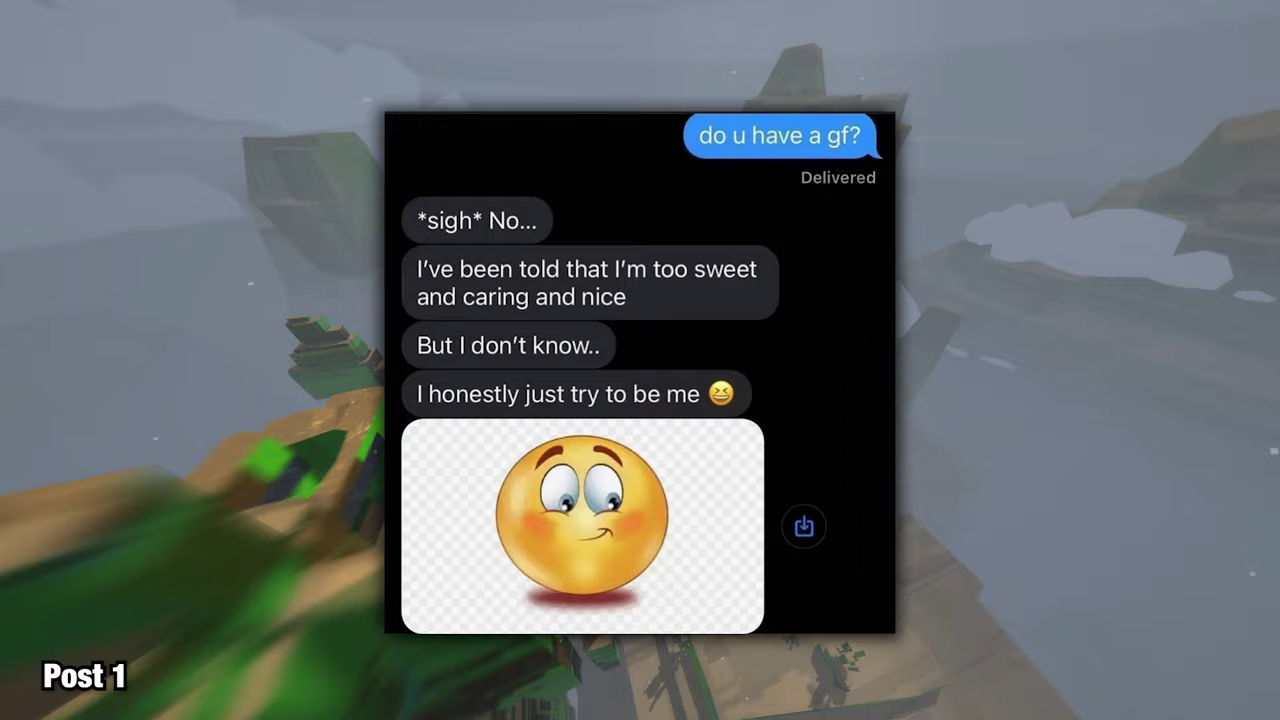 do u have a gf?
Delivered
*sigh* No...
I’ve been told that I’m too sweet
and caring and nice
But I don’t know..
I honestly just try to be me 😆
Post 1